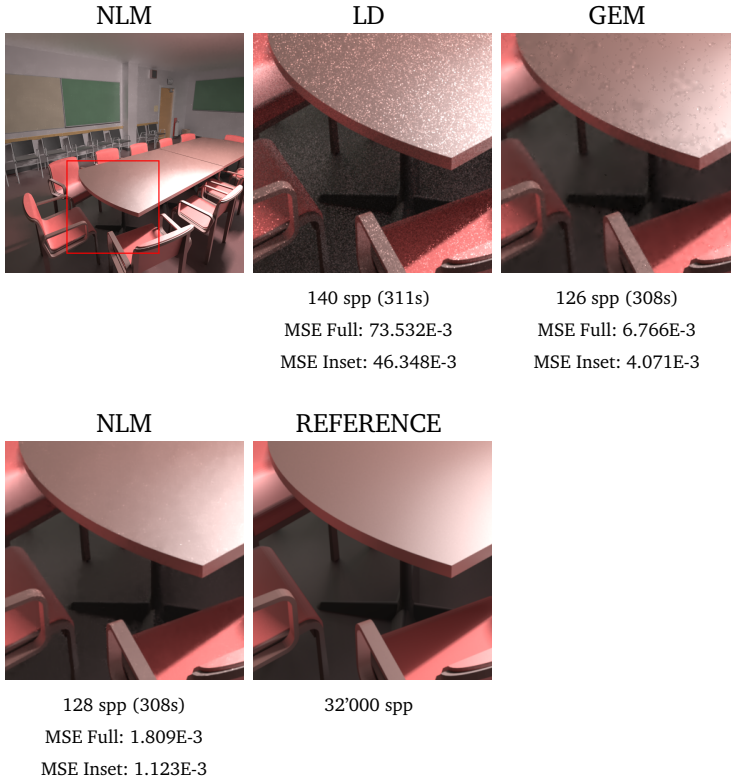 NLM
LD
GEM
140 spp (311s)
MSE Full: 73.532E-3
MSE Inset: 46.348E-3
126 spp (308s)
MSE Full: 6.766E-3
MSE Inset: 4.071E-3
NLM
REFERENCE
128 spp (308s)
MSE Full: 1.809E-3
MSE Inset: 1.123E-3
32'000 spp